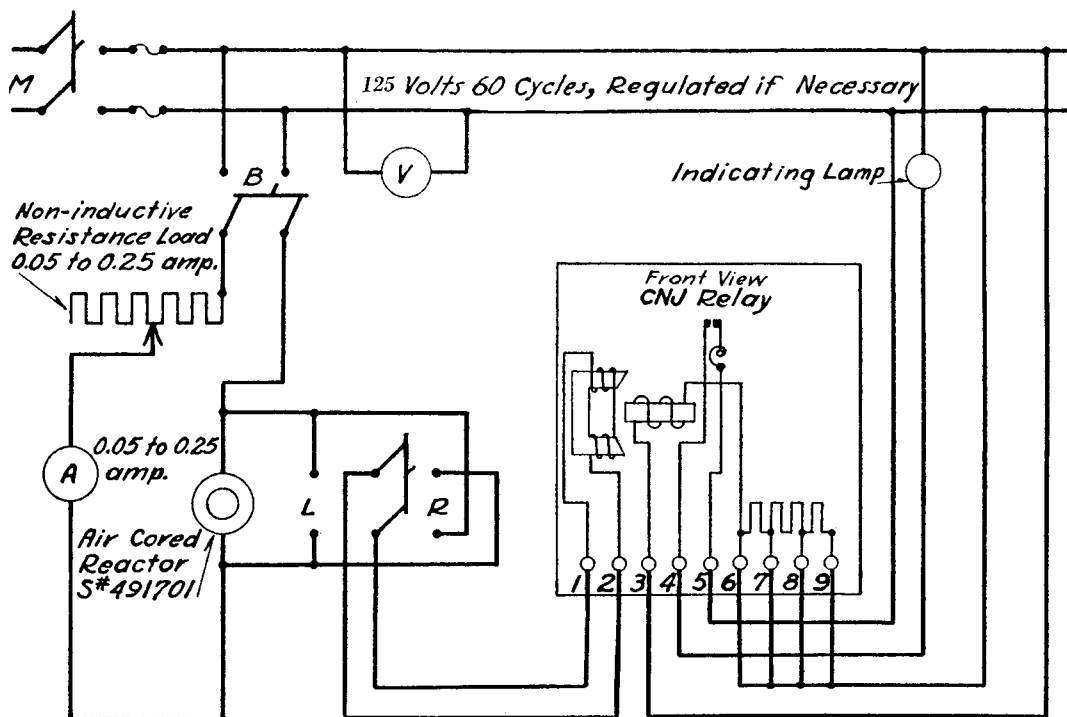 M
125 Volts 60 Cycles, Regulated if Necessary
B
V
Indicating Lamp
Non-inductive
Resistance Load
0.05 to 0.25 amp.
Front View
CNJ Relay
A
0.05 to 0.25
amp.
L
R
Air Cored
Reactor
S#491701
1 2 3 4 5 6 7 8 9